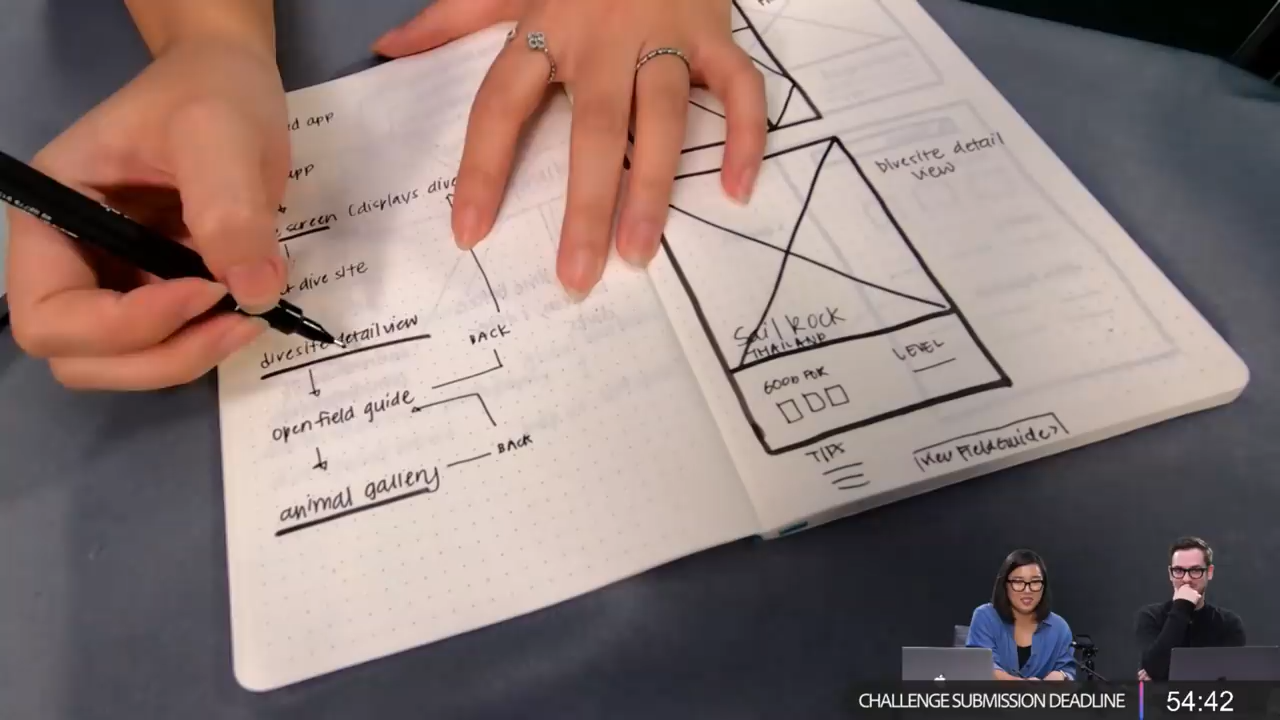 app
app
screen (displays dive
dive site
divesite detail view
open field guide
animal gallery
BACK
BACK
Divesite detail
view
Sail Rock
THAILAND
GOOD FOR
LEVEL
TIPS
View Field Guide >
CHALLENGE SUBMISSION DEADLINE 54:42